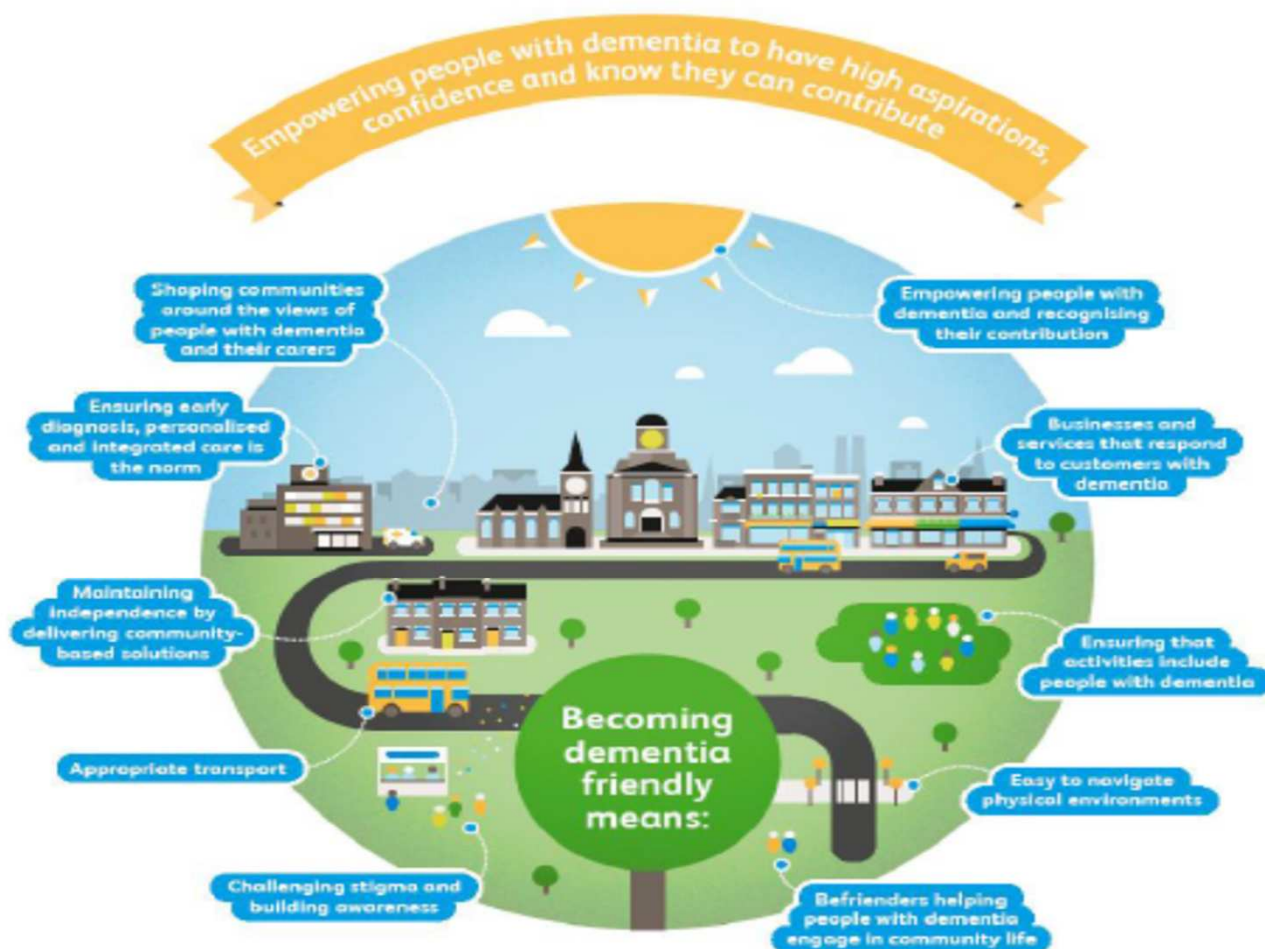 Empowering people with dementia to have high aspirations,
confidence and know they can contribute
Shaping communities
around the views of
people with dementia
and their carers
Empowering people with
dementia and recognising
their contribution
Ensuring early
diagnosis, personalised
and integrated care is
the norm
Businesses and
services that respond
to customers with
dementia
Maintaining
independence by
delivering community-
based solutions
Ensuring that
activities include
people with dementia
Becoming
dementia
friendly
means:
Appropriate transport
Easy to navigate
physical environments
Challenging stigma and
building awareness
Befrienders helping
people with dementia
engage in community life